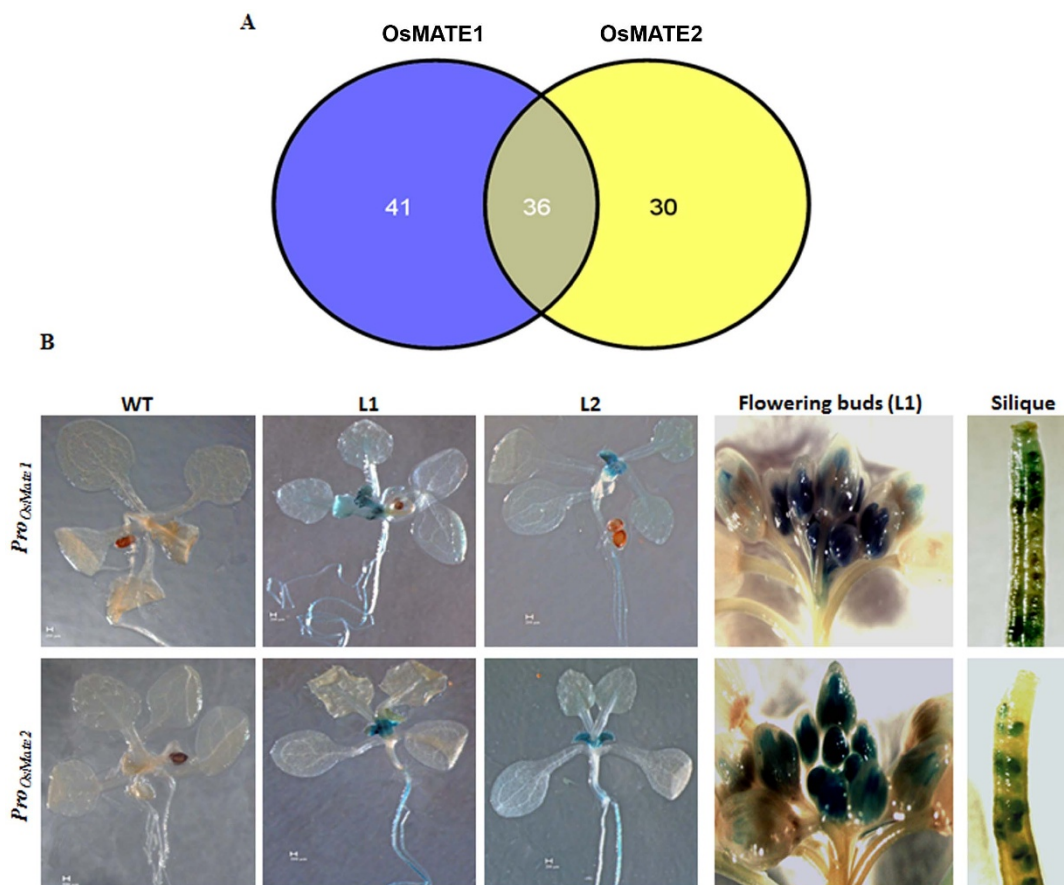 A
OsMATE1 OsMATE2
41 36 30
B
WT L1 L2 Flowering buds (L1) Silique
Pro OsMate1
Pro OsMate2